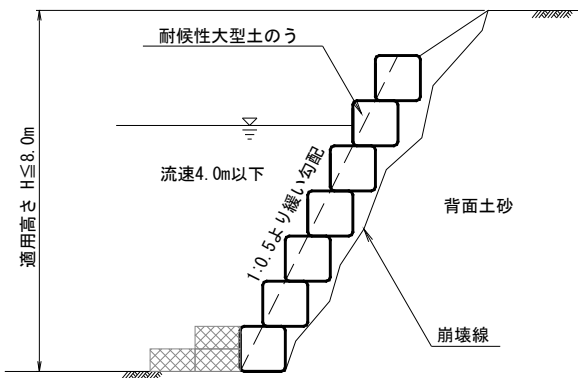 耐候性大型土のう
適用高さ H≦8.0m
流速4.0m以下
1:0.5より緩い勾配
背面土砂
崩壊線